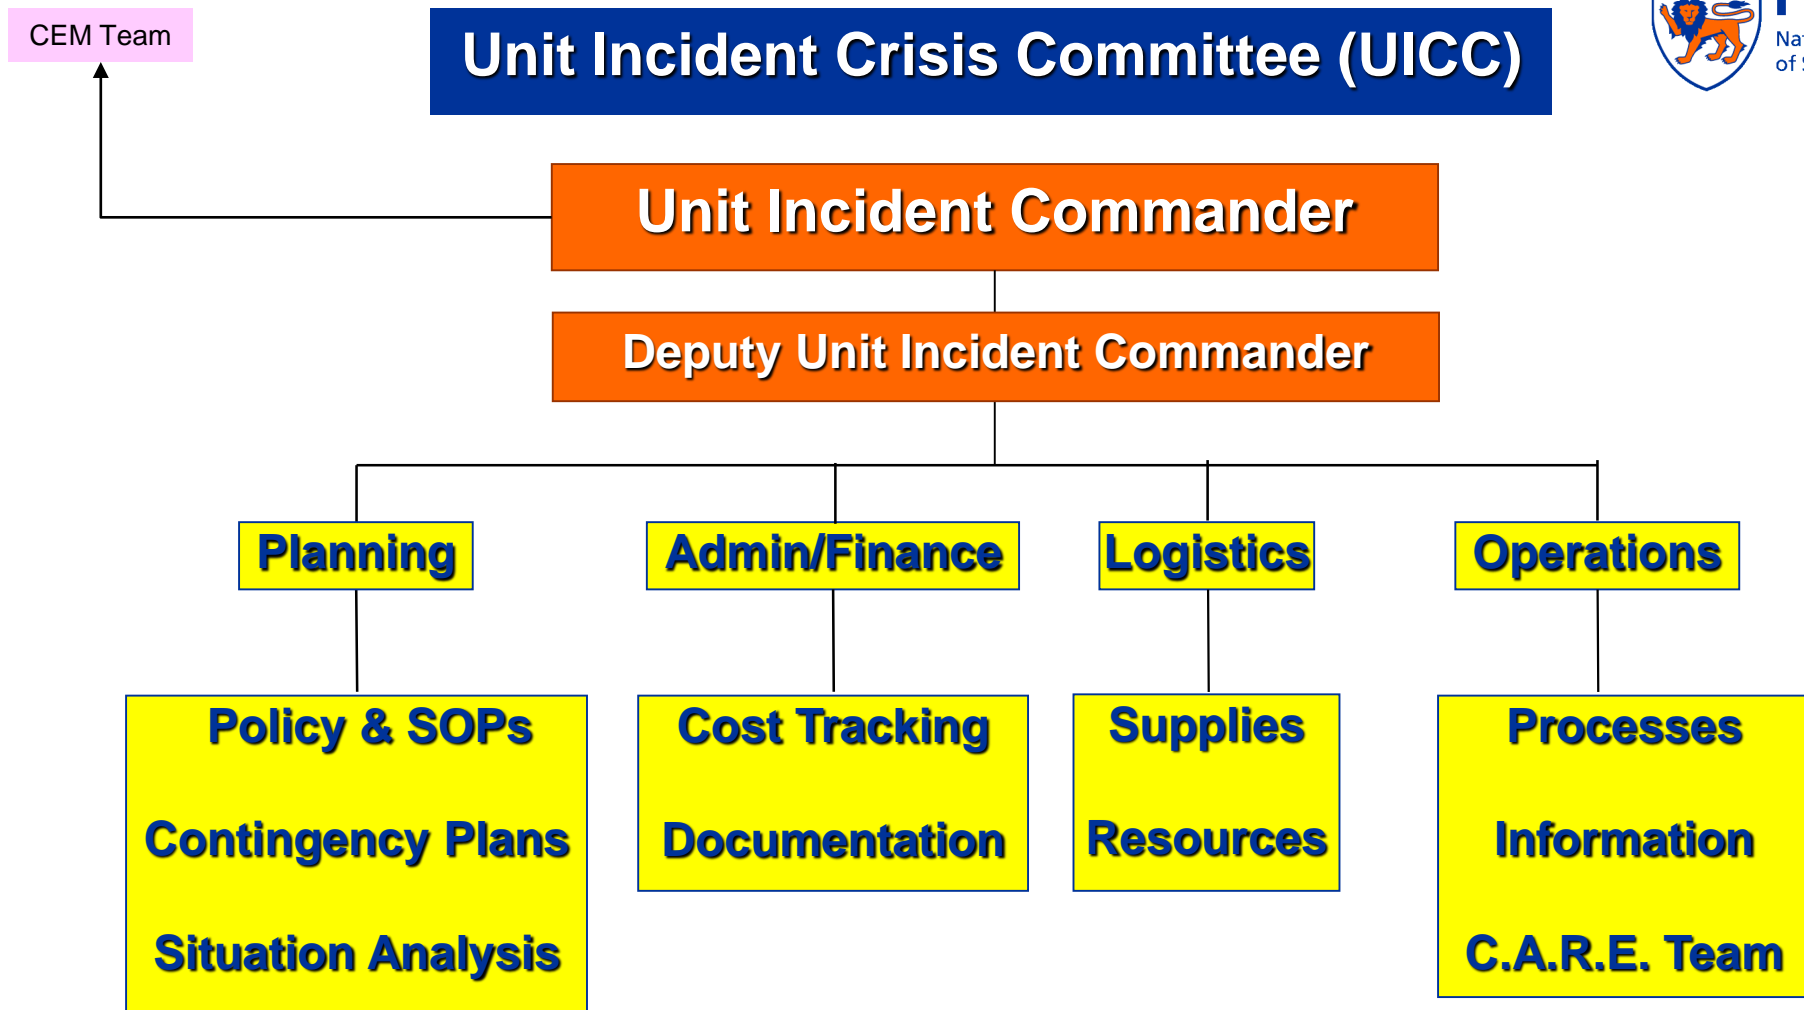 CEM Team
Unit Incident Crisis Committee (UICC)
Unit Incident Commander
Deputy Unit Incident Commander
Planning
Admin/Finance
Logistics
Operations
Policy & SOPs
Contingency Plans
Situation Analysis
Cost Tracking
Documentation
Supplies
Resources
Processes
Information
C.A.R.E. Team